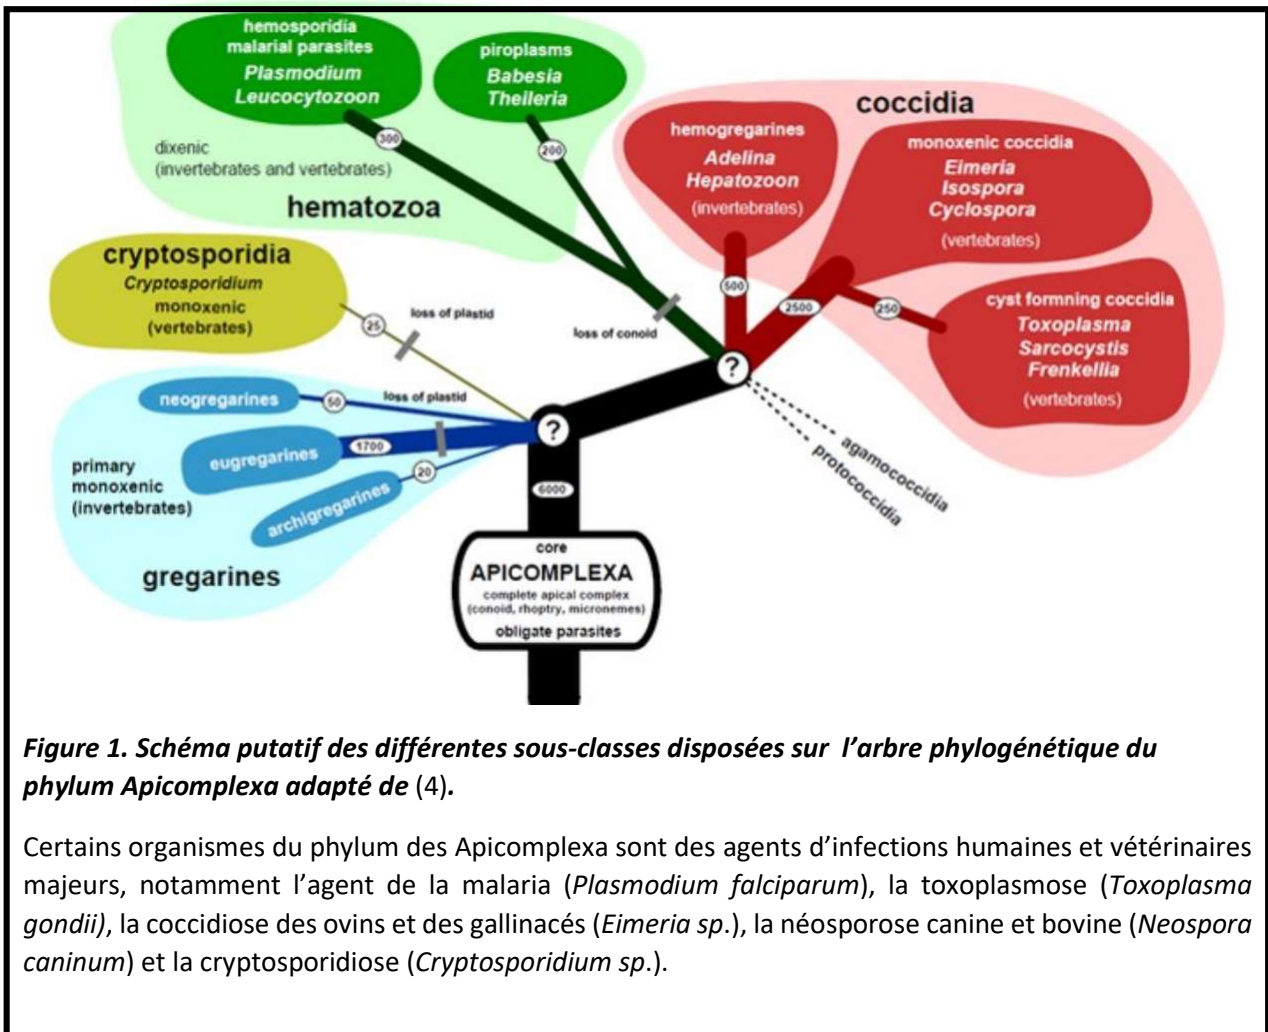 hemosporidia
malarial parasites
Plasmodium
Leucocytozoon
piroplasms
Babesia
Theileria
300
200
dixenic
(invertebrates and vertebrates)
hematozoa
coccidia
hemogregarines
Adelina
Hepatozoon
(invertebrates)
monoxenic coccidia
Eimeria
Isospora
Cyclospora
(vertebrates)
500
2500
250
cyst formning coccidia
Toxoplasma
Sarcocystis
Frenkellia
(vertebrates)
cryptosporidia
Cryptosporidium
monoxenic
(vertebrates)
25
loss of plastid
loss of conoid
?
agamococcidia
protococcidia
neogregarines
50
loss of plastid
eugregarines
1700
archigregarines
20
?
primary
monoxenic
(invertebrates)
gregarines
6000
core
APICOMPLEXA
complete apical complex
(conoid, rhoptry, micronemes)
obligate parasites
Figure 1. Schéma putatif des différentes sous-classes disposées sur l’arbre phylogénétique du
phylum Apicomplexa adapté de (4).
Certains organismes du phylum des Apicomplexa sont des agents d’infections humaines et vétérinaires
majeurs, notamment l’agent de la malaria (Plasmodium falciparum), la toxoplasmose (Toxoplasma
gondii), la coccidiose des ovins et des gallinacés (Eimeria sp.), la néosporose canine et bovine (Neospora
caninum) et la cryptosporidiose (Cryptosporidium sp.).